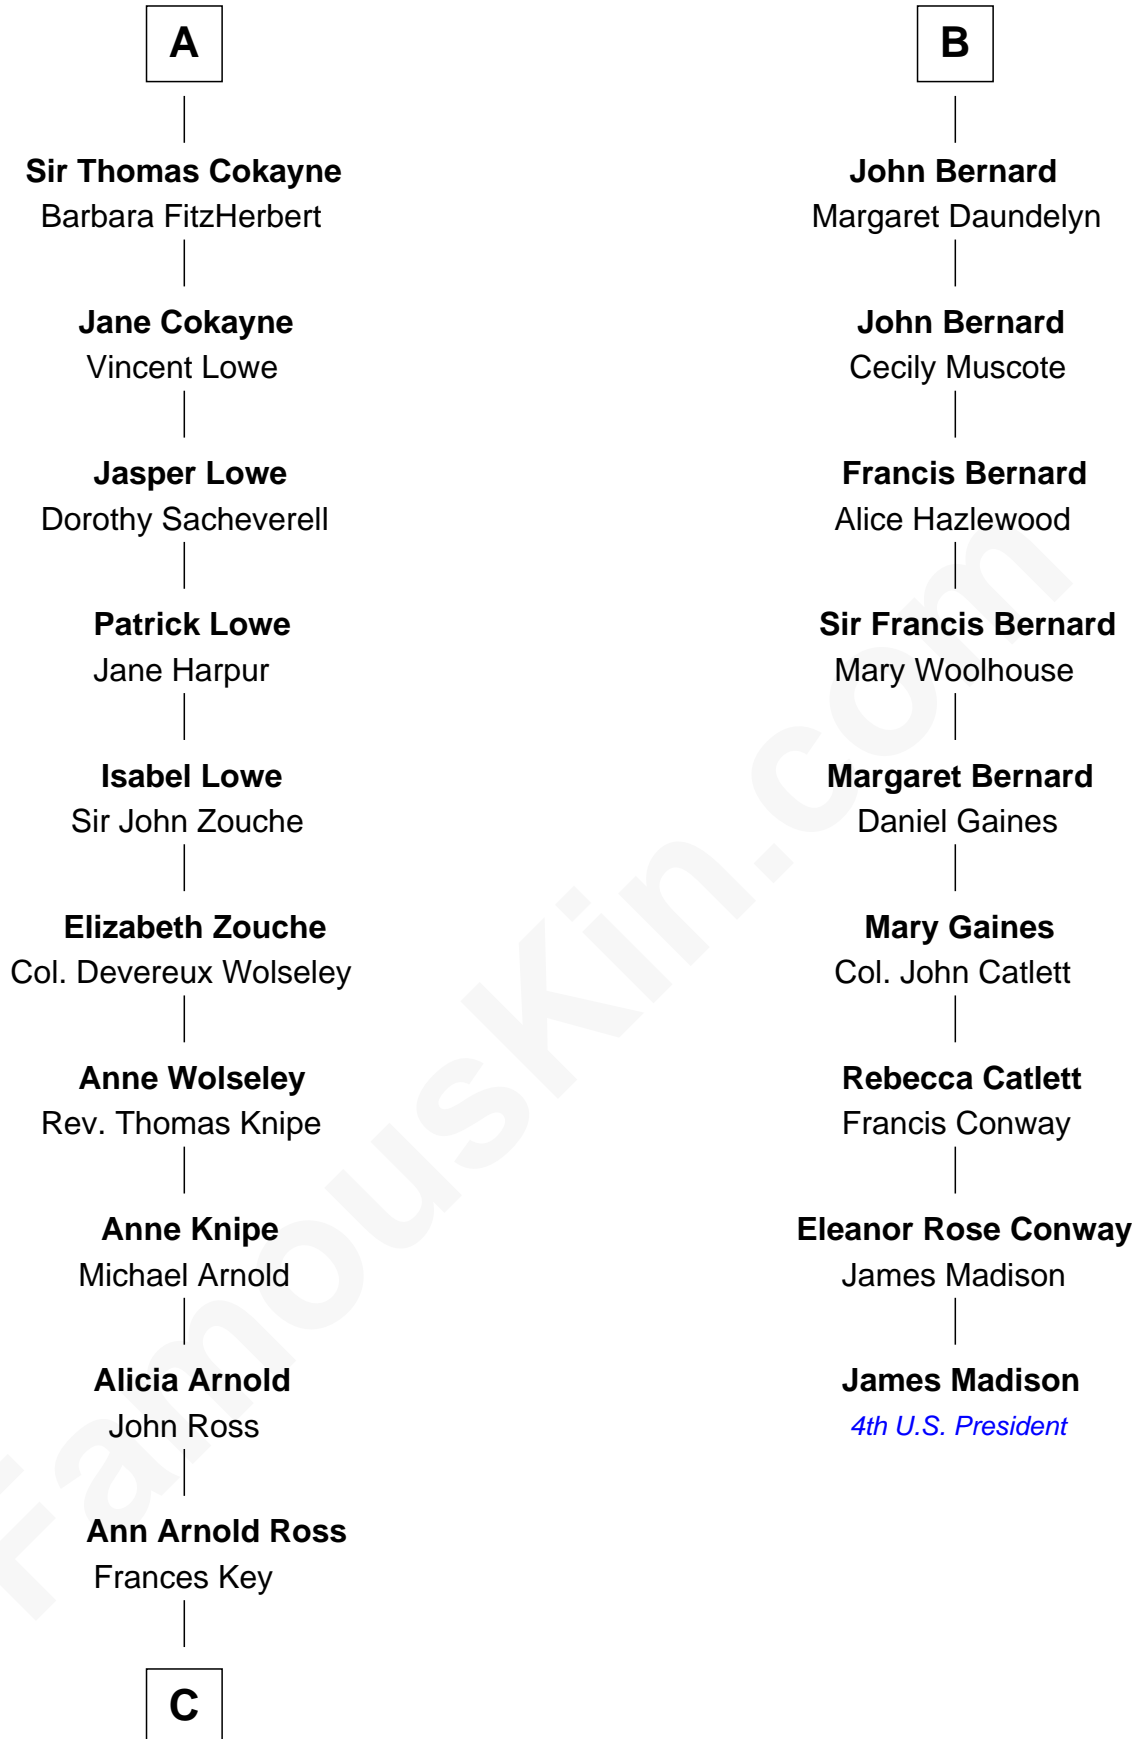 A
Sir Thomas Cokayne
Barbara FitzHerbert
Jane Cokayne
Vincent Lowe
Jasper Lowe
Dorothy Sacheverell
Patrick Lowe
Jane Harpur
Isabel Lowe
Sir John Zouche
Elizabeth Zouche
Col. Devereux Wolseley
Anne Wolseley
Rev. Thomas Knipe
Anne Knipe
Michael Arnold
Alicia Arnold
John Ross
Ann Arnold Ross
Frances Key
C
B
John Bernard
Margaret Daundelyn
John Bernard
Cecily Muscote
Francis Bernard
Alice Hazlewood
Sir Francis Bernard
Mary Woolhouse
Margaret Bernard
Daniel Gaines
Mary Gaines
Col. John Catlett
Rebecca Catlett
Francis Conway
Eleanor Rose Conway
James Madison
James Madison
4th U.S. President
FamousKin.com